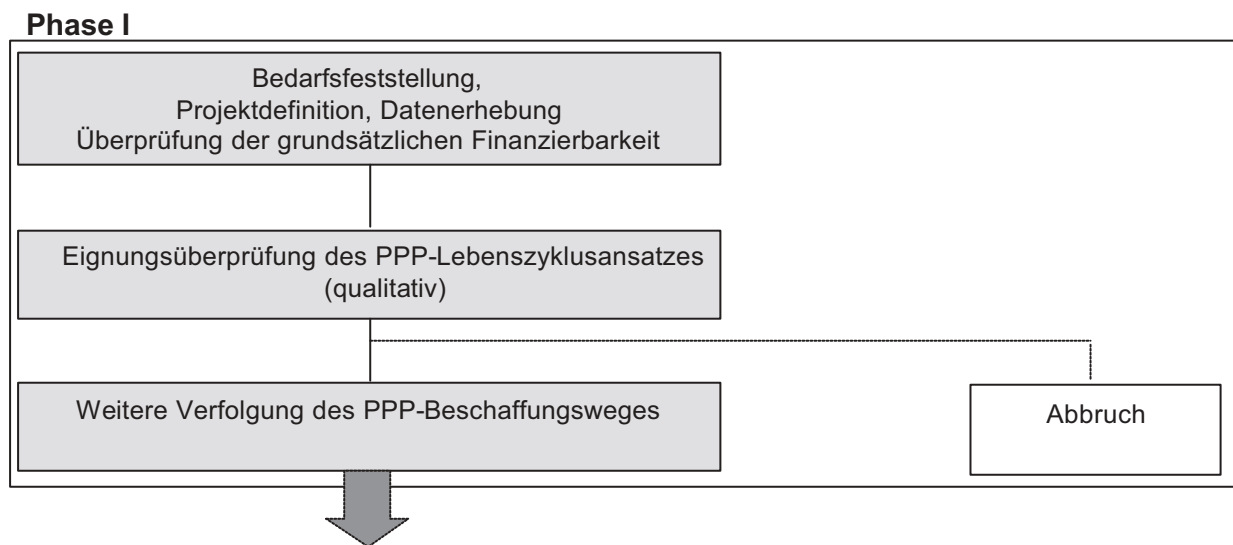 Phase I
Bedarfsfeststellung,
Projektdefinition, Datenerhebung
Überprüfung der grundsätzlichen Finanzierbarkeit
Eignungsüberprüfung des PPP-Lebenszyklusansatzes
(qualitativ)
Weitere Verfolgung des PPP-Beschaffungsweges
Abbruch